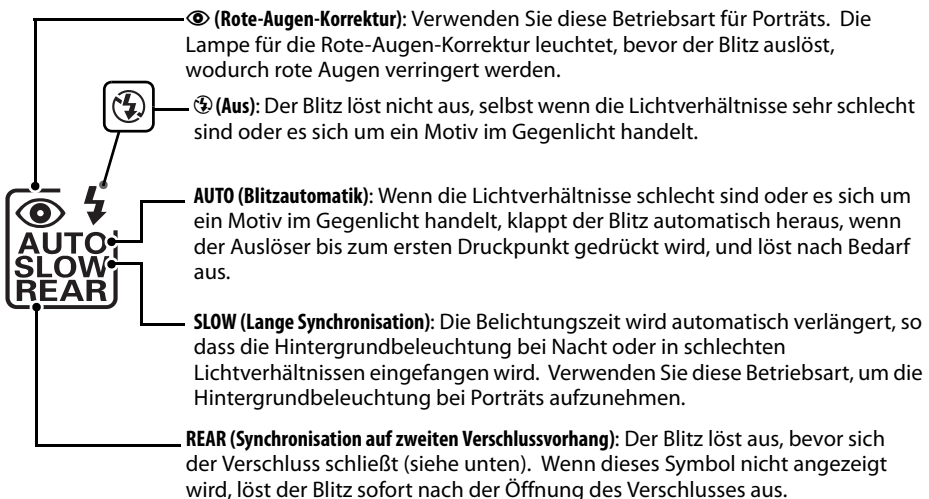 (Rote-Augen-Korrektur): Verwenden Sie diese Betriebsart für Porträts. Die
Lampe für die Rote-Augen-Korrektur leuchtet, bevor der Blitz auslöst,
wodurch rote Augen verringert werden.
(Aus): Der Blitz löst nicht aus, selbst wenn die Lichtverhältnisse sehr schlecht
sind oder es sich um ein Motiv im Gegenlicht handelt.
AUTO
SLOW
REAR
AUTO (Blitzautomatik): Wenn die Lichtverhältnisse schlecht sind oder es sich um
ein Motiv im Gegenlicht handelt, klappt der Blitz automatisch heraus, wenn
der Auslöser bis zum ersten Druckpunkt gedrückt wird, und löst nach Bedarf
aus.
SLOW (Lange Synchronisation): Die Belichtungszeit wird automatisch verlängert, so
dass die Hintergrundbeleuchtung bei Nacht oder in schlechten
Lichtverhältnissen eingefangen wird. Verwenden Sie diese Betriebsart, um die
Hintergrundbeleuchtung bei Porträts aufzunehmen.
REAR (Synchronisation auf zweiten Verschlussvorhang): Der Blitz löst aus, bevor sich
der Verschluss schließt (siehe unten). Wenn dieses Symbol nicht angezeigt
wird, löst der Blitz sofort nach der Öffnung des Verschlusses aus.